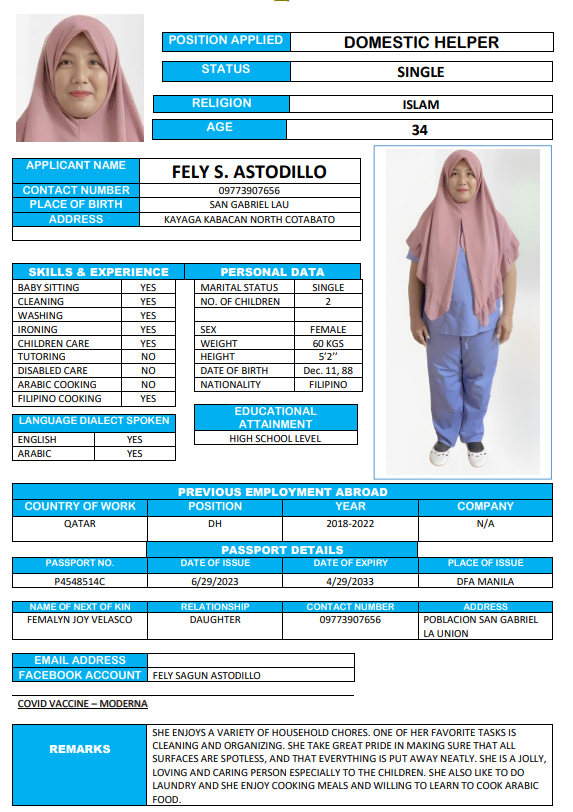 POSITION APPLIED DOMESTIC HELPER
STATUS SINGLE
RELIGION ISLAM
AGE 34
APPLICANT NAME FELY S. ASTODILLO
CONTACT NUMBER 09773907656
PLACE OF BIRTH SAN GABRIEL LAU
ADDRESS KAYAGA KABACAN NORTH COTABATO
SKILLS & EXPERIENCE
BABY SITTING YES
CLEANING YES
WASHING YES
IRONING YES
CHILDREN CARE YES
TUTORING NO
DISABLED CARE NO
ARABIC COOKING NO
FILIPINO COOKING YES
PERSONAL DATA
MARITAL STATUS SINGLE
NO. OF CHILDREN 2
SEX FEMALE
WEIGHT 60 KGS
HEIGHT 5’2’’
DATE OF BIRTH Dec. 11, 88
NATIONALITY FILIPINO
LANGUAGE DIALECT SPOKEN
ENGLISH YES
ARABIC YES
EDUCATIONAL
ATTAINMENT
HIGH SCHOOL LEVEL
PREVIOUS EMPLOYMENT ABROAD
COUNTRY OF WORK POSITION YEAR COMPANY
QATAR DH 2018-2022 N/A
PASSPORT DETAILS
PASSPORT NO. DATE OF ISSUE DATE OF EXPIRY PLACE OF ISSUE
P4548514C 6/29/2023 4/29/2033 DFA MANILA
NAME OF NEXT OF KIN RELATIONSHIP CONTACT NUMBER ADDRESS
FEMALYN JOY VELASCO DAUGHTER 09773907656 POBLACION SAN GABRIEL
LA UNION
EMAIL ADDRESS
FACEBOOK ACCOUNT FELY SAGUN ASTODILLO
COVID VACCINE – MODERNA
REMARKS
SHE ENJOYS A VARIETY OF HOUSEHOLD CHORES. ONE OF HER FAVORITE TASKS IS
CLEANING AND ORGANIZING. SHE TAKE GREAT PRIDE IN MAKING SURE THAT ALL
SURFACES ARE SPOTLESS, AND THAT EVERYTHING IS PUT AWAY NEATLY. SHE IS A JOLLY,
LOVING AND CARING PERSON ESPECIALLY TO THE CHILDREN. SHE ALSO LIKE TO DO
LAUNDRY AND SHE ENJOY COOKING MEALS AND WILLING TO LEARN TO COOK ARABIC
FOOD.